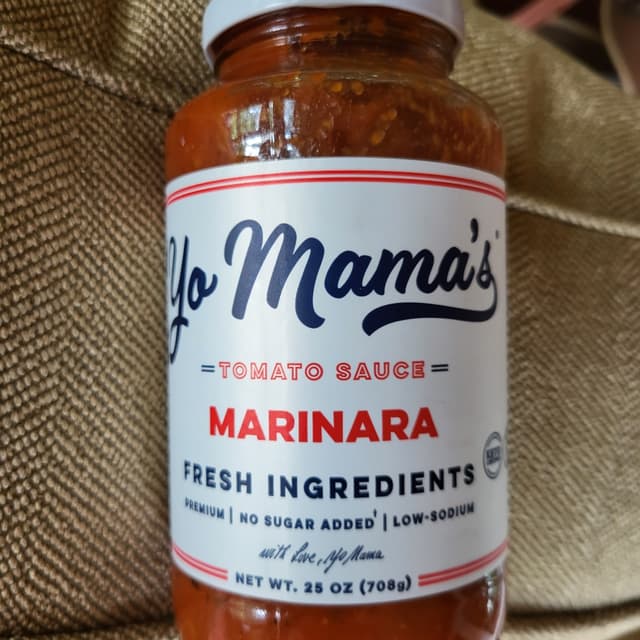 Yo Mama's
TOMATO SAUCE
MARINARA
FRESH INGREDIENTS
PREMIUM | NO SUGAR ADDED | LOW-SODIUM
with love, Yo Mama
NET WT. 25 OZ (708g)